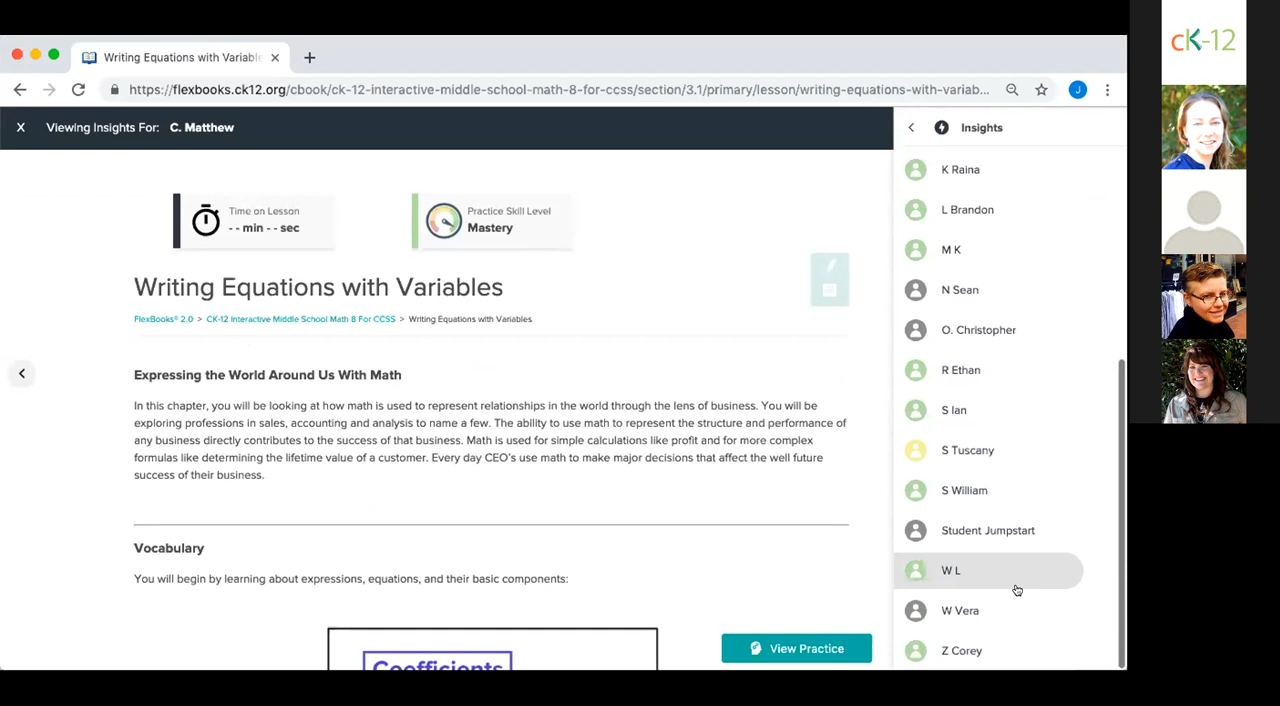 cK-12
Writing Equations with Variable
https://flexbooks.ck12.org/cbook/ck-12-interactive-middle-school-math-8-for-ccss/section/3.1/primary/lesson/writing-equations-with-variab...
J
X Viewing Insights For: C. Matthew
Insights
Time on Lesson
- - min - - sec
Practice Skill Level
Mastery
Writing Equations with Variables
FlexBooks® 2.0 > CK-12 Interactive Middle School Math 8 For CCSS > Writing Equations with Variables
Expressing the World Around Us With Math
In this chapter, you will be looking at how math is used to represent relationships in the world through the lens of business. You will be
exploring professions in sales, accounting and analysis to name a few. The ability to use math to represent the structure and performance of
any business directly contributes to the success of that business. Math is used for simple calculations like profit and for more complex
formulas like determining the lifetime value of a customer. Every day CEO's use math to make major decisions that affect the well future
success of their business.
Vocabulary
You will begin by learning about expressions, equations, and their basic components:
Coefficients
View Practice
K Raina
L Brandon
M K
N Sean
O. Christopher
R Ethan
S Ian
S Tuscany
S William
Student Jumpstart
W L
W Vera
Z Corey